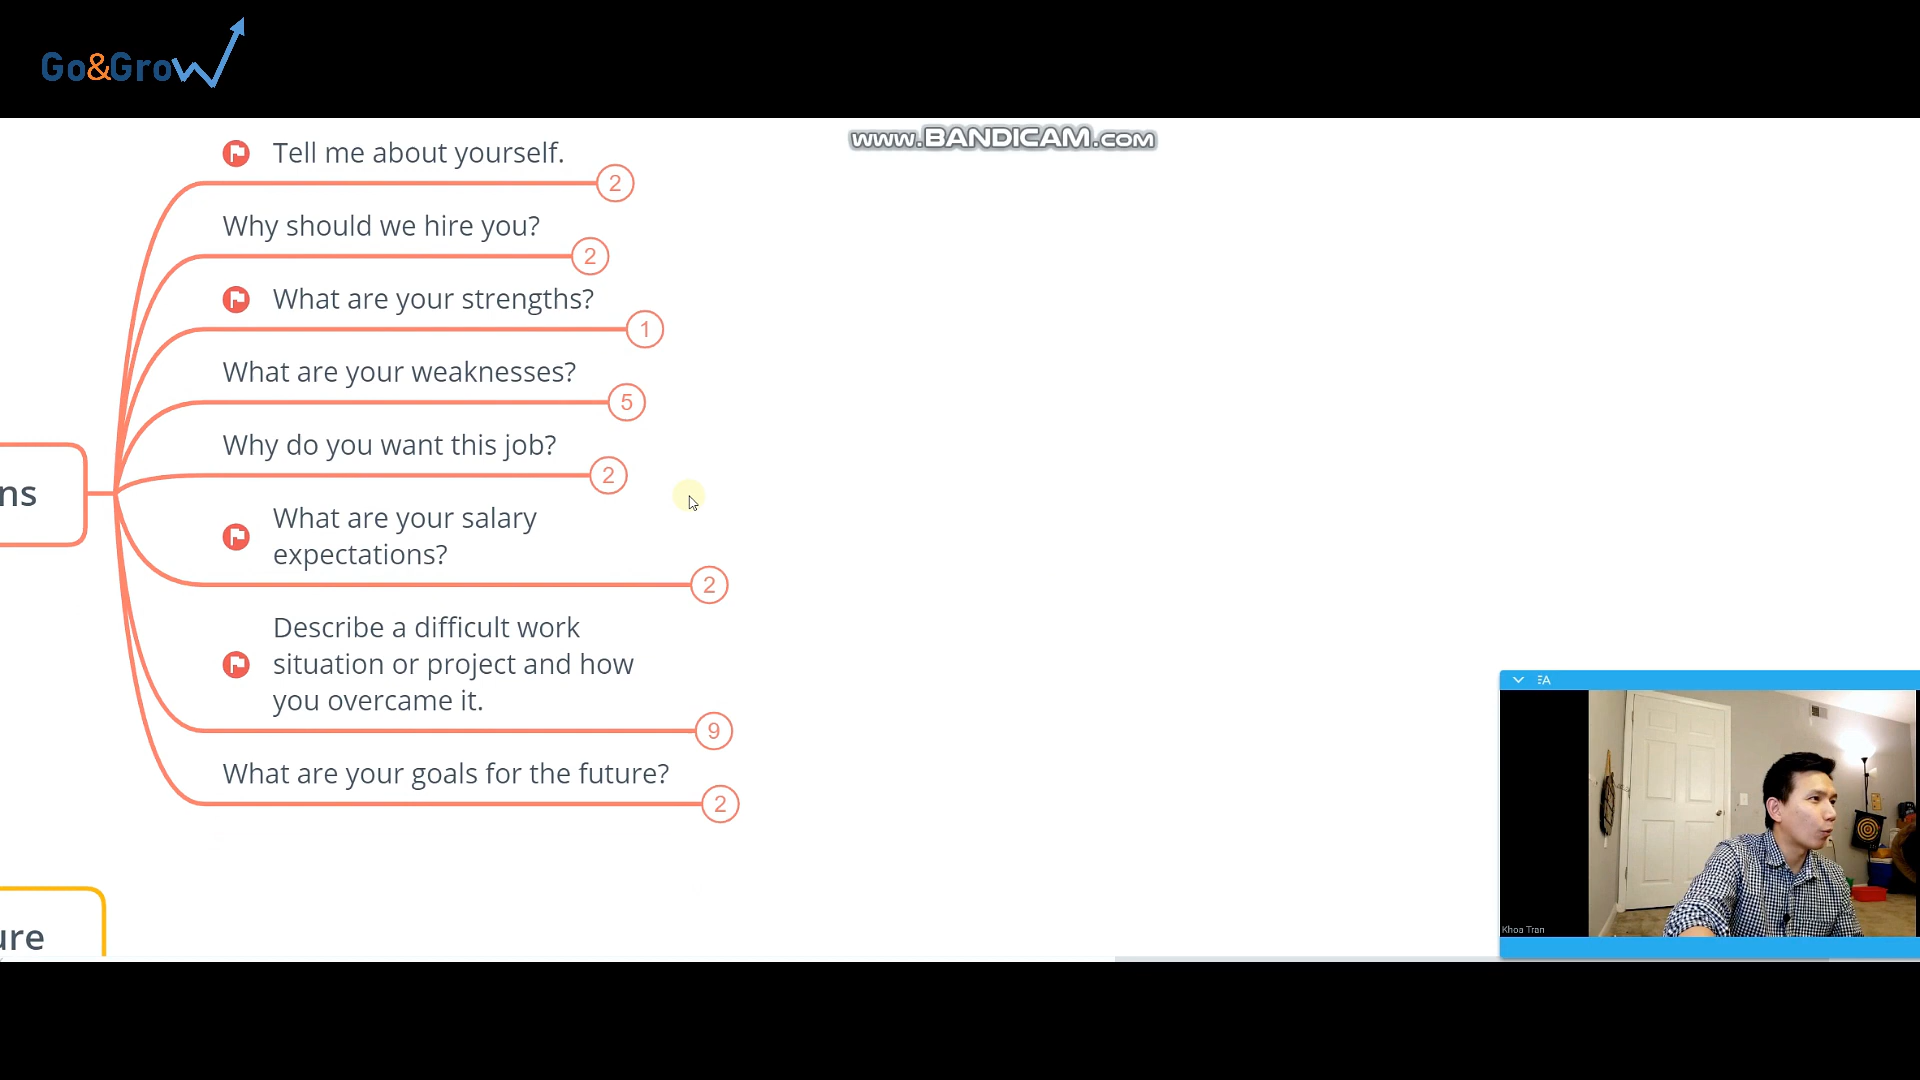 Go&Grow
www.BANDICAM.com
Tell me about yourself.
2
Why should we hire you?
2
What are your strengths?
1
What are your weaknesses?
5
Why do you want this job?
2
ns
What are your salary
expectations?
2
Describe a difficult work
situation or project and how
you overcame it.
9
What are your goals for the future?
2
ure
Khoa Tran